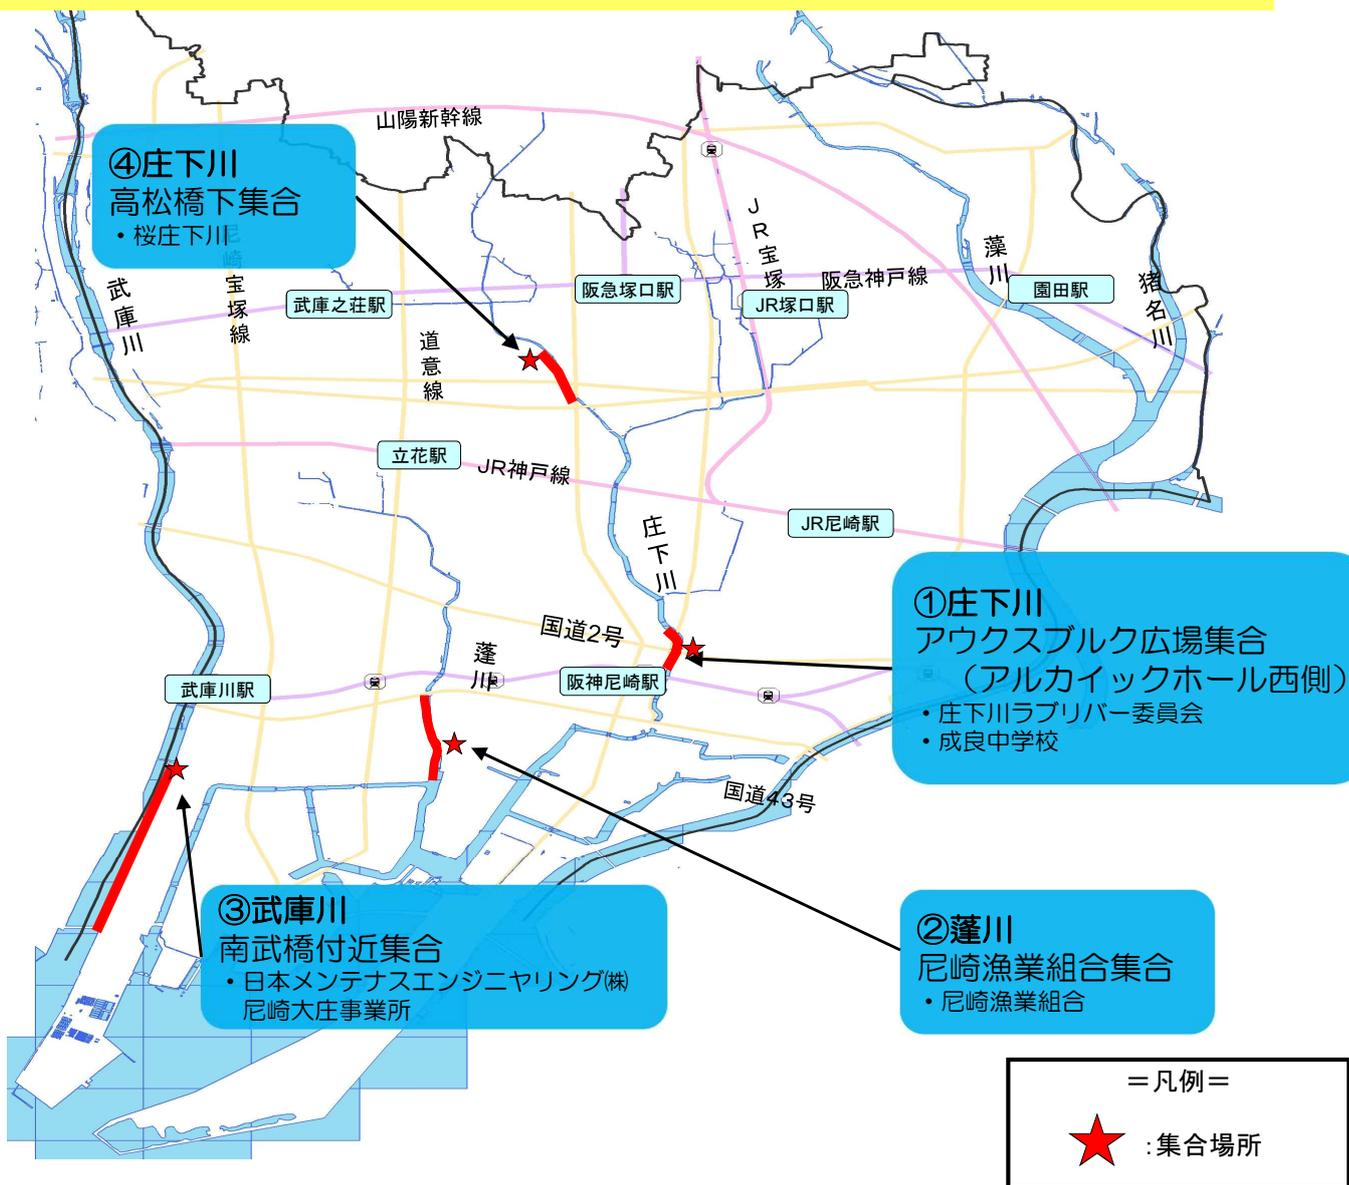 山陽新幹線
④庄下川
高松橋下集合
・桜庄下川
尼崎宝塚線
武庫川
JR宝塚
藻川
猪名川
阪急神戸線
武庫之荘駅
阪急塚口駅
JR塚口駅
園田駅
道意線
立花駅
JR神戸線
JR尼崎駅
庄下川
①庄下川
アウクスブルク広場集合
(アルカイックホール西側)
・庄下川ラブリバー委員会
・成良中学校
国道2号
蓬川
武庫川駅
阪神尼崎駅
国道43号
③武庫川
南武橋付近集合
・日本メンテナスエンジニヤリング㈱
尼崎大庄事業所
②蓬川
尼崎漁業組合集合
・尼崎漁業組合
=凡例=
:集合場所